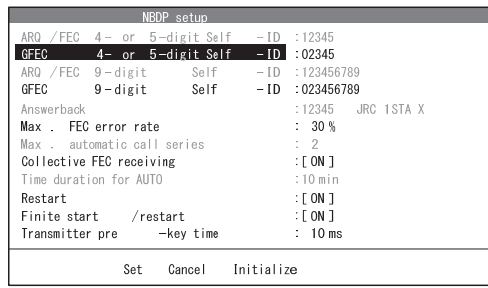 NBDP setup
ARQ /FEC 4- or 5-digit Self -ID :12345
GFEC 4- or 5-digit Self -ID :02345
ARQ /FEC 9-digit Self -ID :123456789
GFEC 9-digit Self -ID :023456789
Answerback :12345 JRC 1STA X
Max . FEC error rate : 30 %
Max . automatic call series : 2
Collective FEC receiving :[ ON ]
Time duration for AUTO :10 min
Restart :[ ON ]
Finite start /restart :[ ON ]
Transmitter pre -key time : 10 ms
Set Cancel Initialize